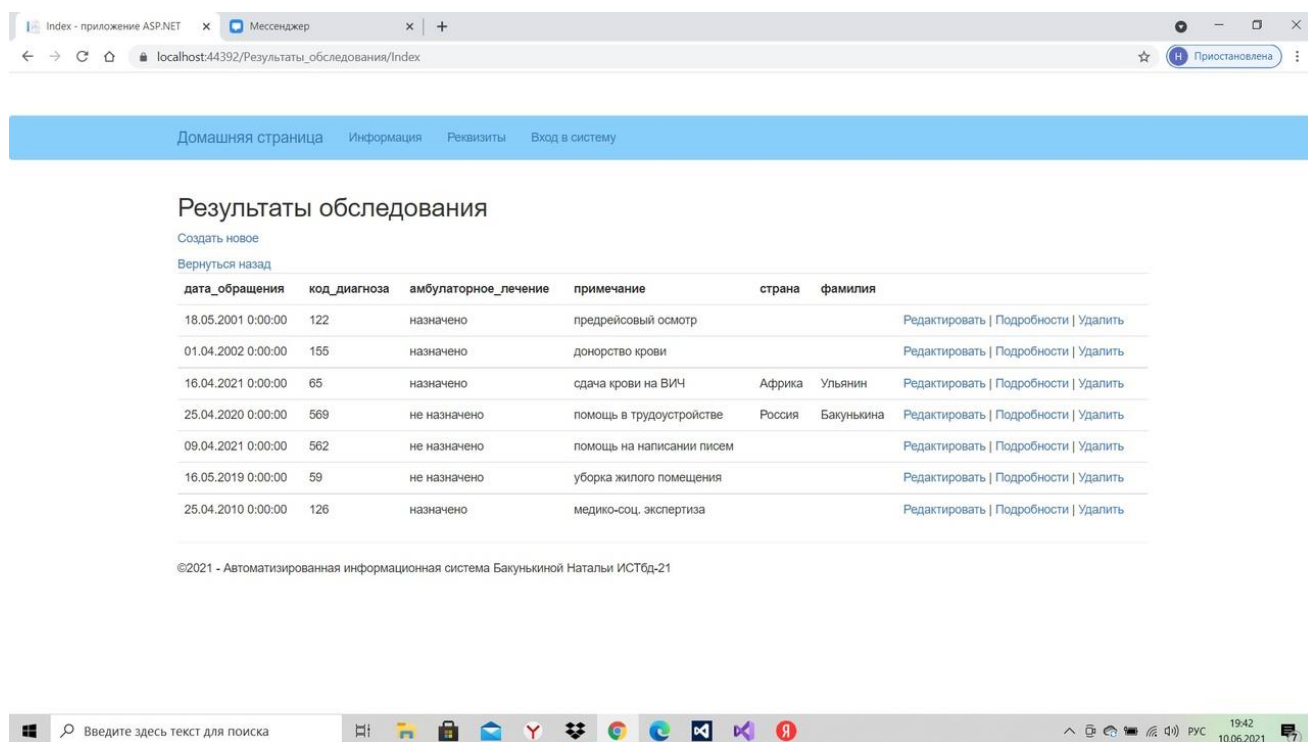 Index - приложение ASP.NET
Мессенджер
localhost:44392/Результаты_обследования/Index
Н Приостановлена
Домашняя страница Информация Реквизиты Вход в систему
Результаты обследования
Создать новое
Вернуться назад
дата_обращения код_диагноза амбулаторное_лечение примечание страна фамилия
18.05.2001 0:00:00 122 назначено предрейсовый осмотр Редактировать | Подробности | Удалить
01.04.2002 0:00:00 155 назначено донорство крови Редактировать | Подробности | Удалить
16.04.2021 0:00:00 65 назначено сдача крови на ВИЧ Африка Ульянин Редактировать | Подробности | Удалить
25.04.2020 0:00:00 569 не назначено помощь в трудоустройстве Россия Бакунькина Редактировать | Подробности | Удалить
09.04.2021 0:00:00 562 не назначено помощь на написании писем Редактировать | Подробности | Удалить
16.05.2019 0:00:00 59 не назначено уборка жилого помещения Редактировать | Подробности | Удалить
25.04.2010 0:00:00 126 назначено медико-соц. экспертиза Редактировать | Подробности | Удалить
©2021 - Автоматизированная информационная система Бакунькиной Натальи ИСТбд-21
Введите здесь текст для поиска
РУС
19:42
10.06.2021
7